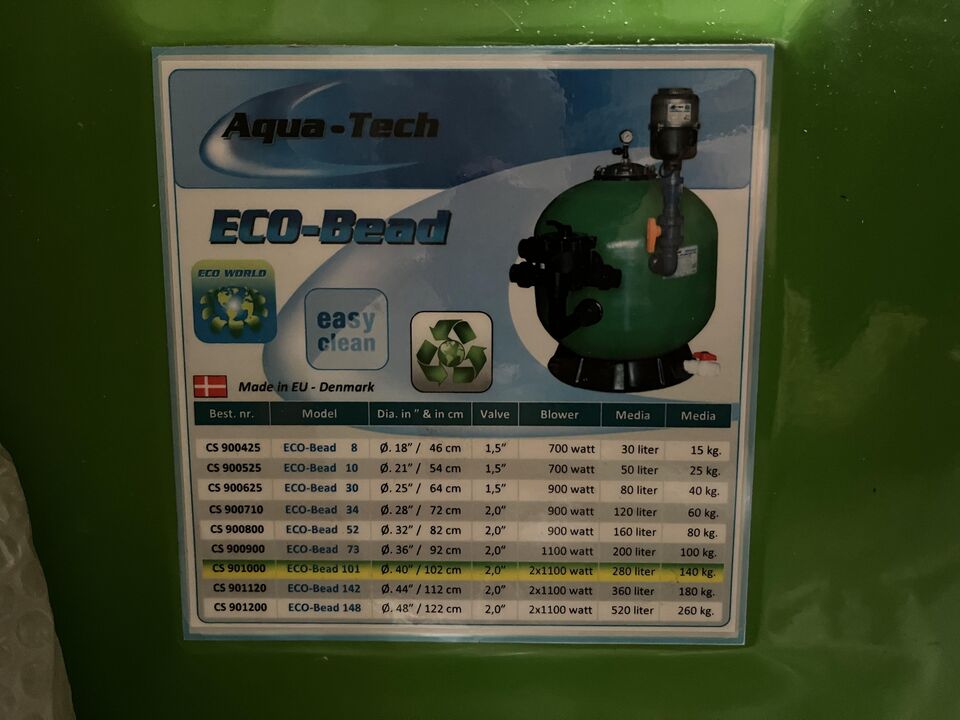 Aqua-Tech
ECO-Bead
ECO WORLD
easy
clean
Made in EU - Denmark
Best. nr. Model Dia. in " & in cm Valve Blower Media Media
CS 900425 ECO-Bead 8 Ø. 18" / 46 cm 1,5" 700 watt 30 liter 15 kg.
CS 900525 ECO-Bead 10 Ø. 21" / 54 cm 1,5" 700 watt 50 liter 25 kg.
CS 900625 ECO-Bead 30 Ø. 25" / 64 cm 1,5" 900 watt 80 liter 40 kg.
CS 900710 ECO-Bead 34 Ø. 28" / 72 cm 2,0" 900 watt 120 liter 60 kg.
CS 900800 ECO-Bead 52 Ø. 32" / 82 cm 2,0" 900 watt 160 liter 80 kg.
CS 900900 ECO-Bead 73 Ø. 36" / 92 cm 2,0" 1100 watt 200 liter 100 kg.
CS 901000 ECO-Bead 101 Ø. 40" / 102 cm 2,0" 2x1100 watt 280 liter 140 kg.
CS 901120 ECO-Bead 142 Ø. 44" / 112 cm 2,0" 2x1100 watt 360 liter 180 kg.
CS 901200 ECO-Bead 148 Ø. 48" / 122 cm 2,0" 2x1100 watt 520 liter 260 kg.